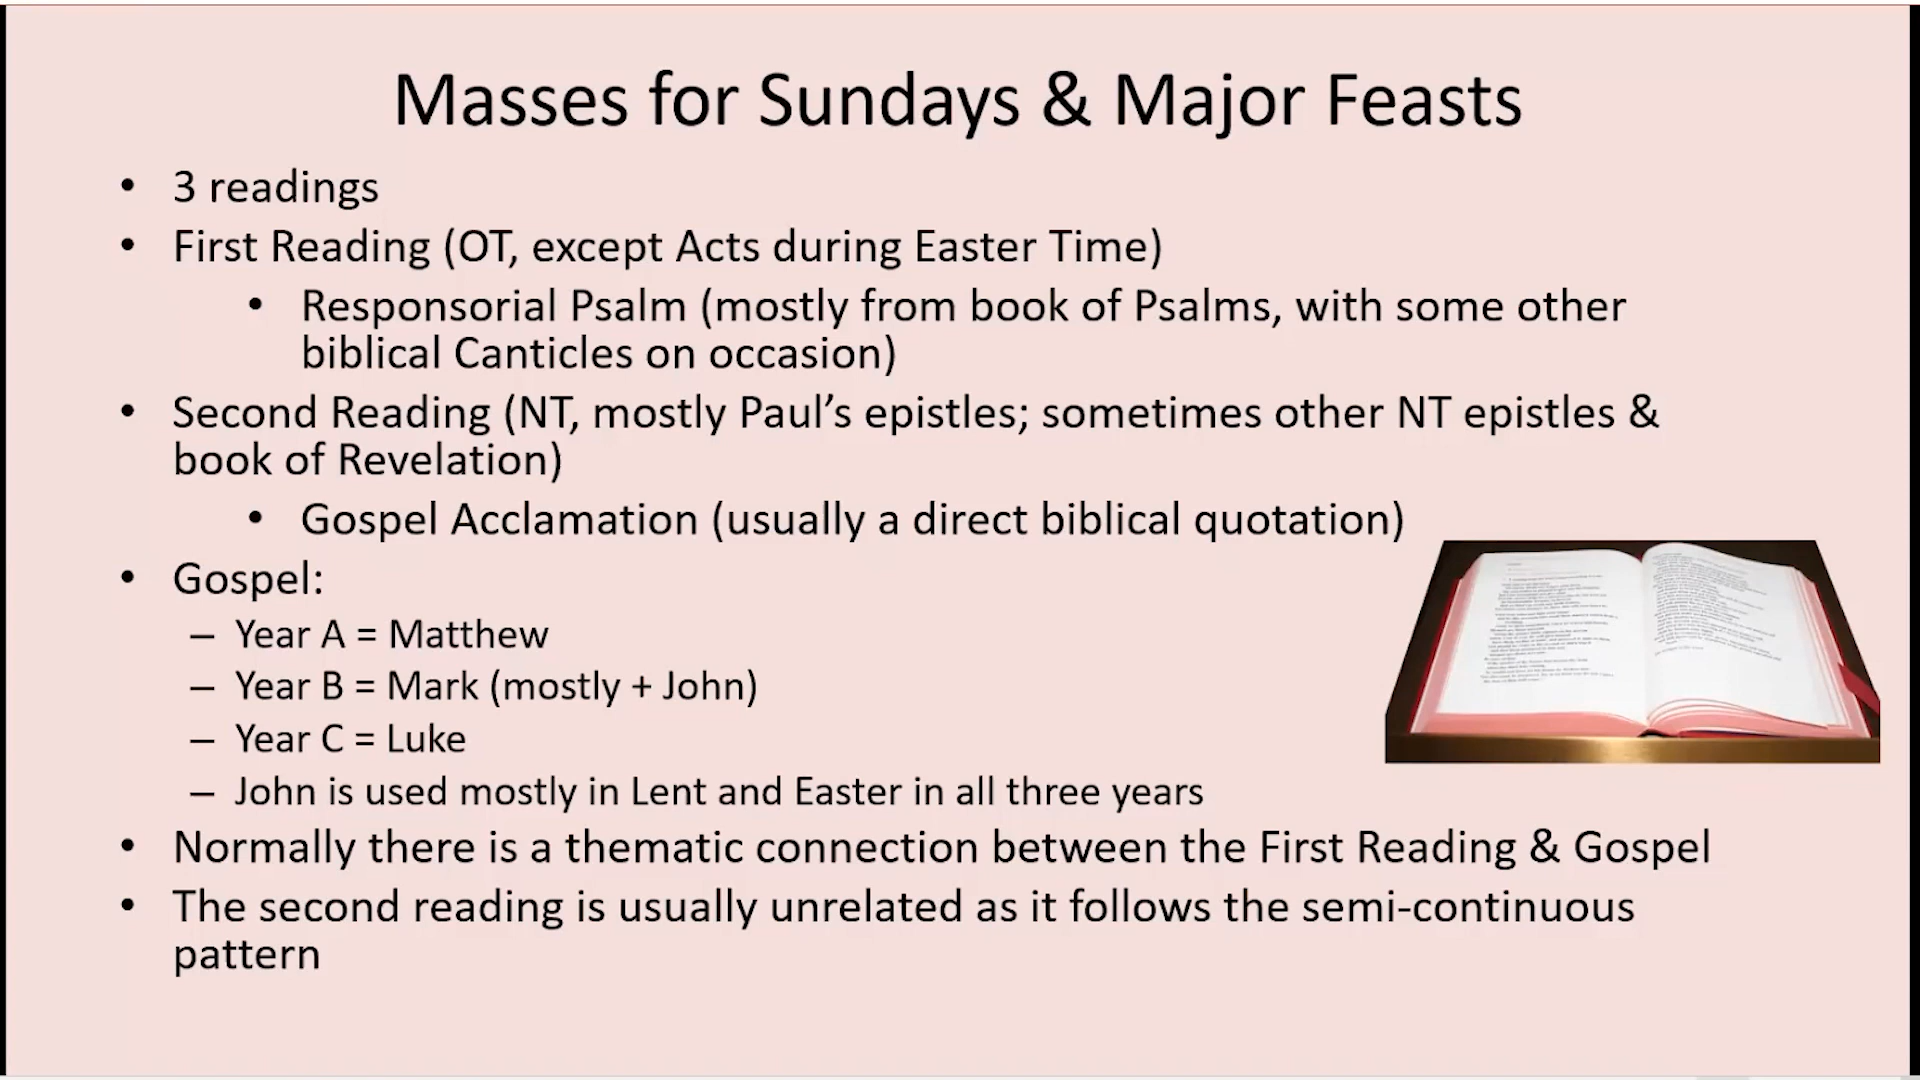 Masses for Sundays & Major Feasts
• 3 readings
• First Reading (OT, except Acts during Easter Time)
• Responsorial Psalm (mostly from book of Psalms, with some other
biblical Canticles on occasion)
• Second Reading (NT, mostly Paul’s epistles; sometimes other NT epistles &
book of Revelation)
• Gospel Acclamation (usually a direct biblical quotation)
• Gospel:
– Year A = Matthew
– Year B = Mark (mostly + John)
– Year C = Luke
– John is used mostly in Lent and Easter in all three years
• Normally there is a thematic connection between the First Reading & Gospel
• The second reading is usually unrelated as it follows the semi-continuous
pattern